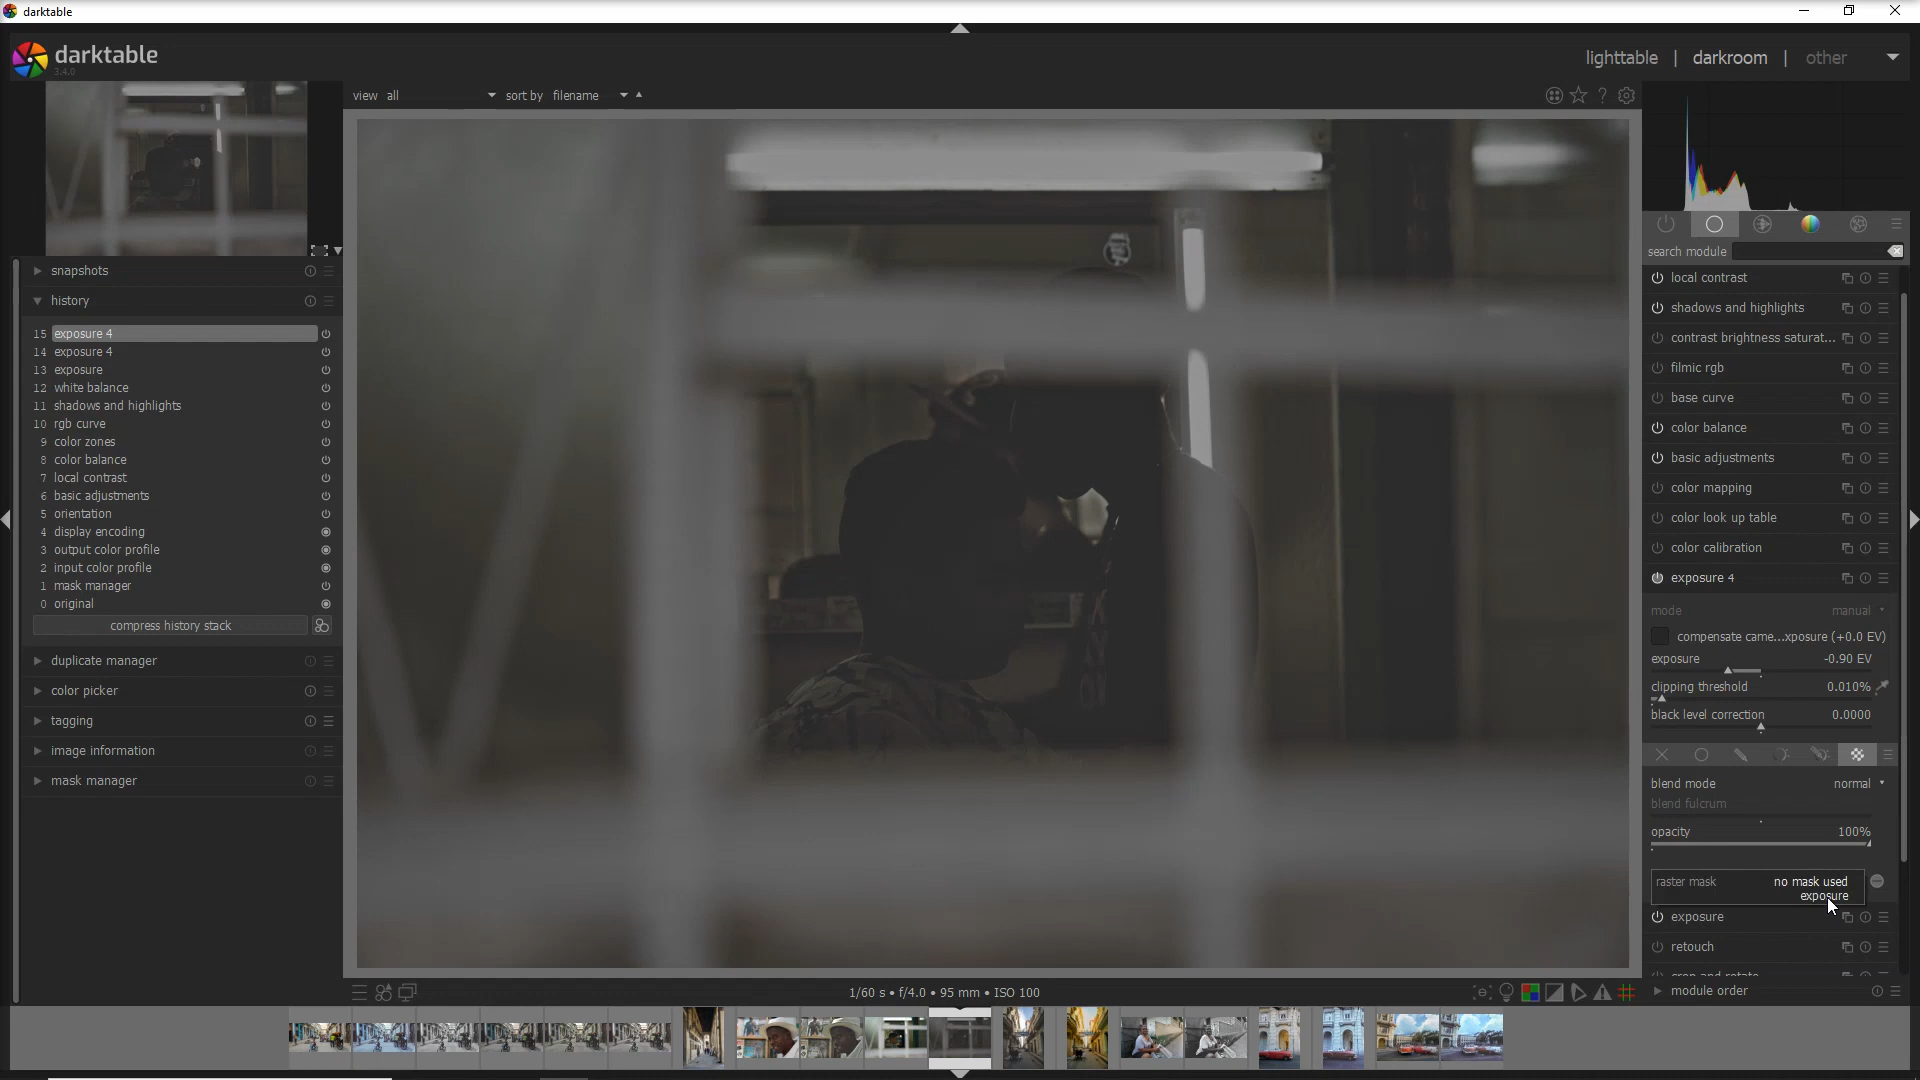 darktable
darktable
3.4.0
lighttable | darkroom | other
view all sort by filename
snapshots
history
15 exposure 4
14 exposure 4
13 exposure
12 white balance
11 shadows and highlights
10 rgb curve
9 color zones
8 color balance
7 local contrast
6 basic adjustments
5 orientation
4 display encoding
3 output color profile
2 input color profile
1 mask manager
0 original
compress history stack
duplicate manager
color picker
tagging
image information
mask manager
1/60 s • f/4.0 • 95 mm • ISO 100
search module
local contrast
shadows and highlights
contrast brightness saturat...
filmic rgb
base curve
color balance
basic adjustments
color mapping
color look up table
color calibration
exposure 4
mode manual
compensate came...xposure (+0.0 EV)
exposure -0.90 EV
clipping threshold 0.010%
black level correction 0.0000
blend mode normal
blend fulcrum
opacity 100%
raster mask no mask used
exposure
exposure
retouch
crop and rotate
module order